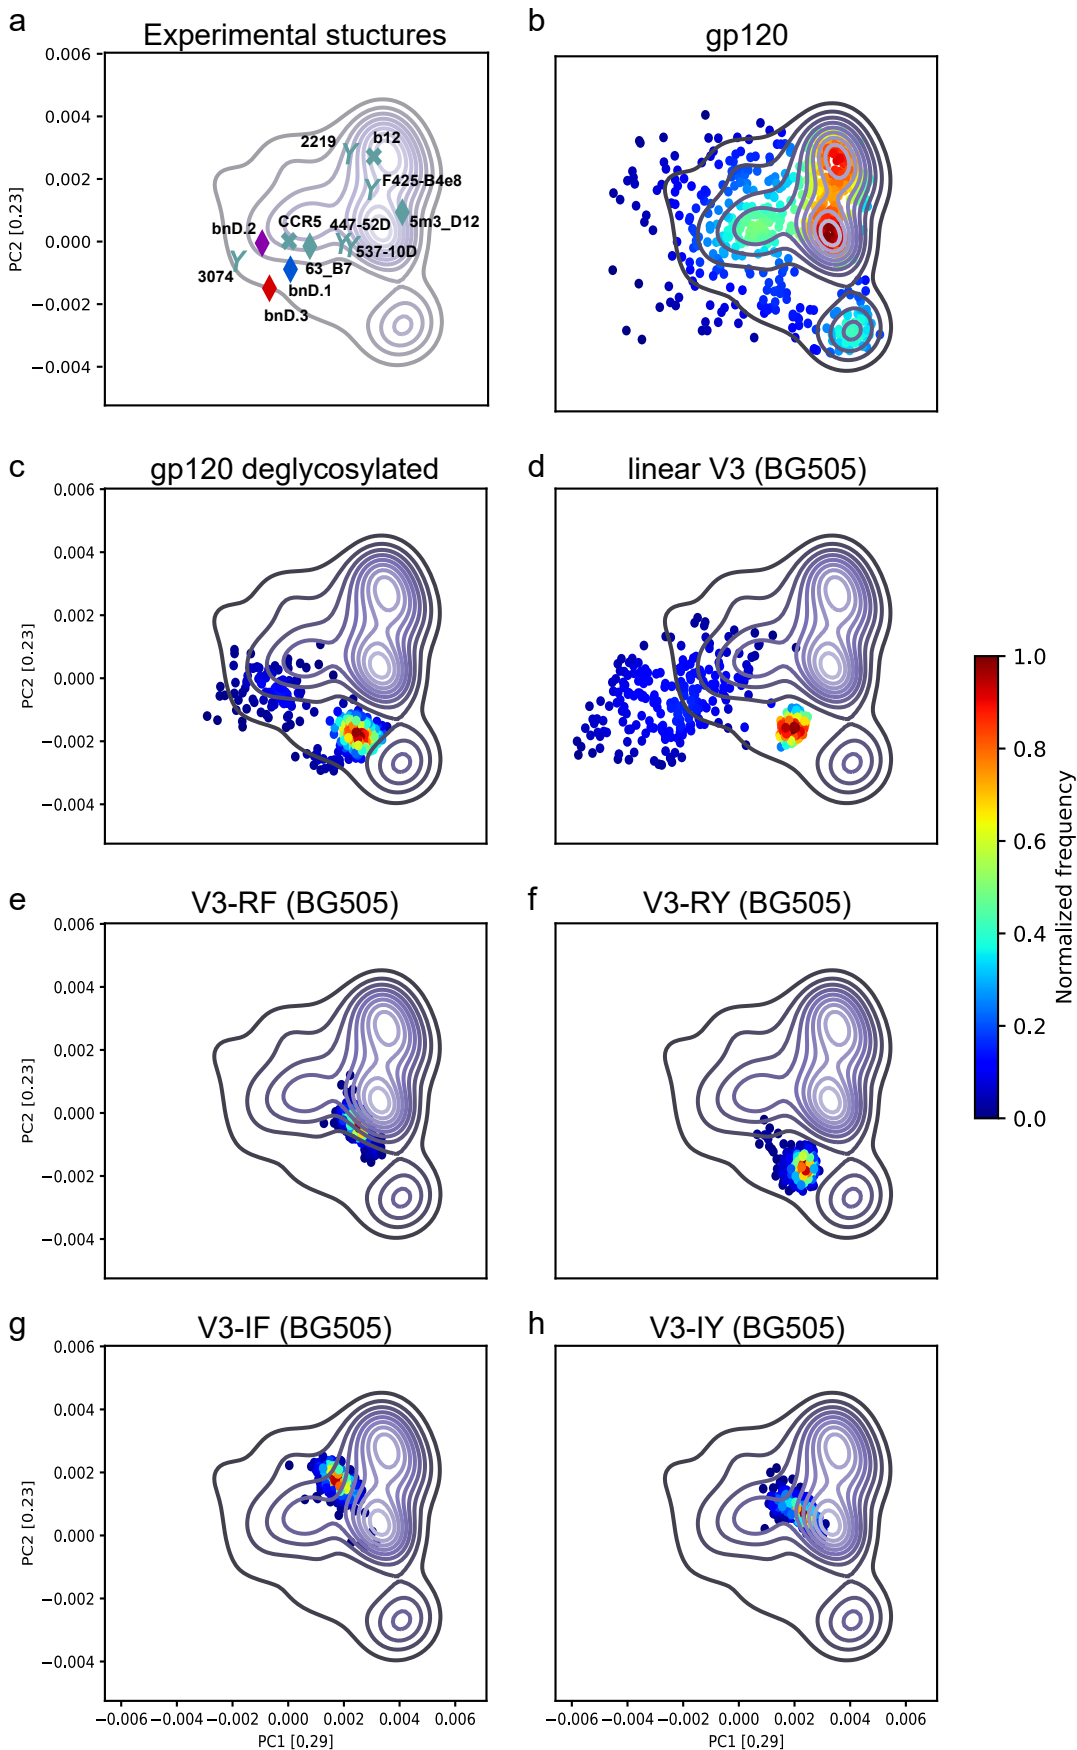 a
Experimental stuctures
b
gp120
0.006
0.004
0.002
0.000
−0.002
−0.004
PC2 [0.23]
2219
b12
F425-B4e8
bnD.2
CCR5
447-52D
5m3_D12
537-10D
3074
63_B7
bnD.1
bnD.3
c
gp120 deglycosylated
d
linear V3 (BG505)
0.006
0.004
0.002
0.000
−0.002
−0.004
PC2 [0.23]
e
V3-RF (BG505)
f
V3-RY (BG505)
0.006
0.004
0.002
0.000
−0.002
−0.004
PC2 [0.23]
1.0
0.8
0.6
0.4
0.2
0.0
Normalized frequency
g
V3-IF (BG505)
h
V3-IY (BG505)
0.006
0.004
0.002
0.000
−0.002
−0.004
PC2 [0.23]
−0.006 −0.004 −0.002 0.000 0.002 0.004 0.006
PC1 [0.29]
−0.006 −0.004 −0.002 0.000 0.002 0.004 0.006
PC1 [0.29]